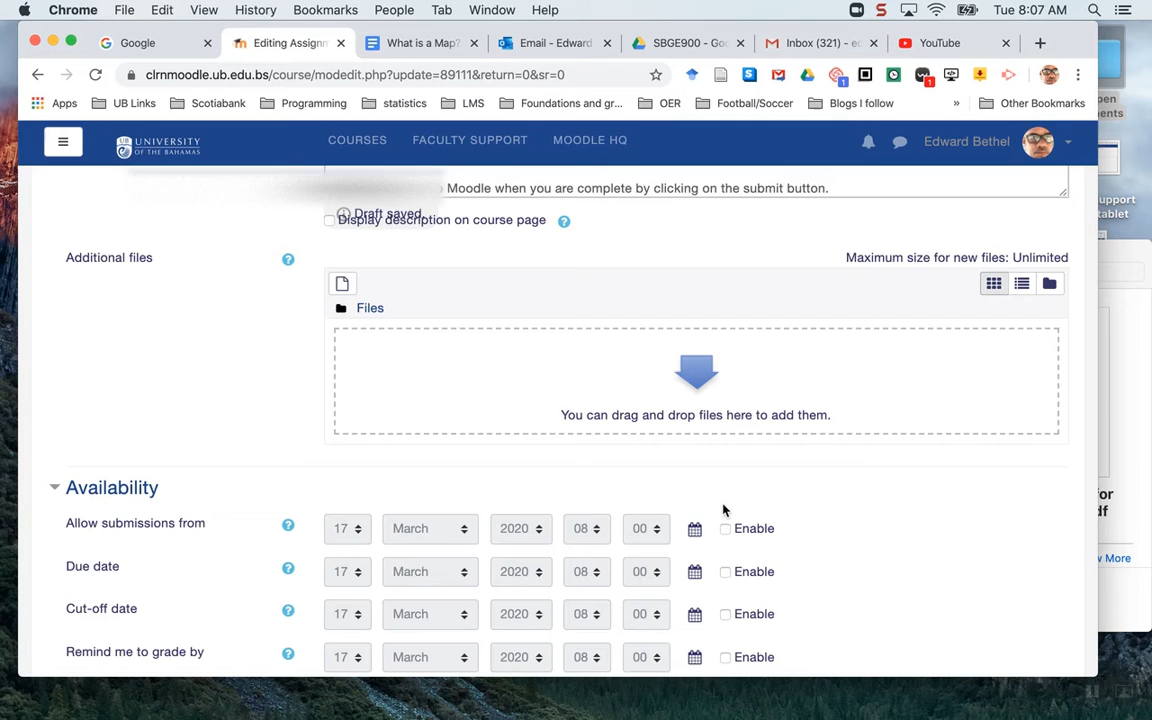 Chrome File Edit View History Bookmarks People Tab Window Help Tue 8:07 AM
Google Editing Assignm What is a Map? Email - Edward SBGE900 - Go Inbox (321) - e YouTube
clrnmoodle.ub.edu.bs/course/modedit.php?update=89111&return=0&sr=0
Apps UB Links Scotiabank Programming statistics LMS Foundations and gr... OER Football/Soccer Blogs I follow » Other Bookmarks
UB UNIVERSITY OF THE BAHAMAS COURSES FACULTY SUPPORT MOODLE HQ Edward Bethel
Moodle when you are complete by clicking on the submit button.
Draft saved.
Display description on course page
Additional files Maximum size for new files: Unlimited
Files
You can drag and drop files here to add them.
Availability
Allow submissions from 17 March 2020 08 00 Enable
Due date 17 March 2020 08 00 Enable
Cut-off date 17 March 2020 08 00 Enable
Remind me to grade by 17 March 2020 08 00 Enable